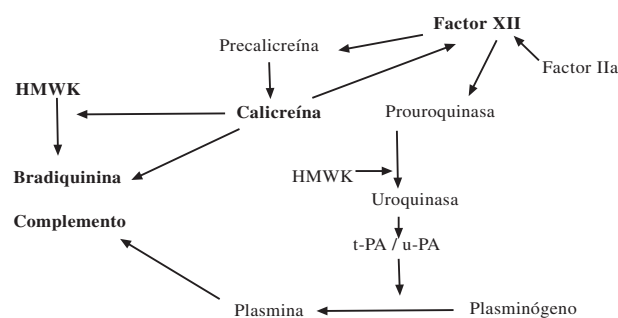 Factor XII
Precalicreína
Factor IIa
HMWK
Calicreína
Prouroquinasa
Bradiquinina
HMWK
Uroquinasa
Complemento
t-PA / u-PA
Plasmina
Plasminógeno